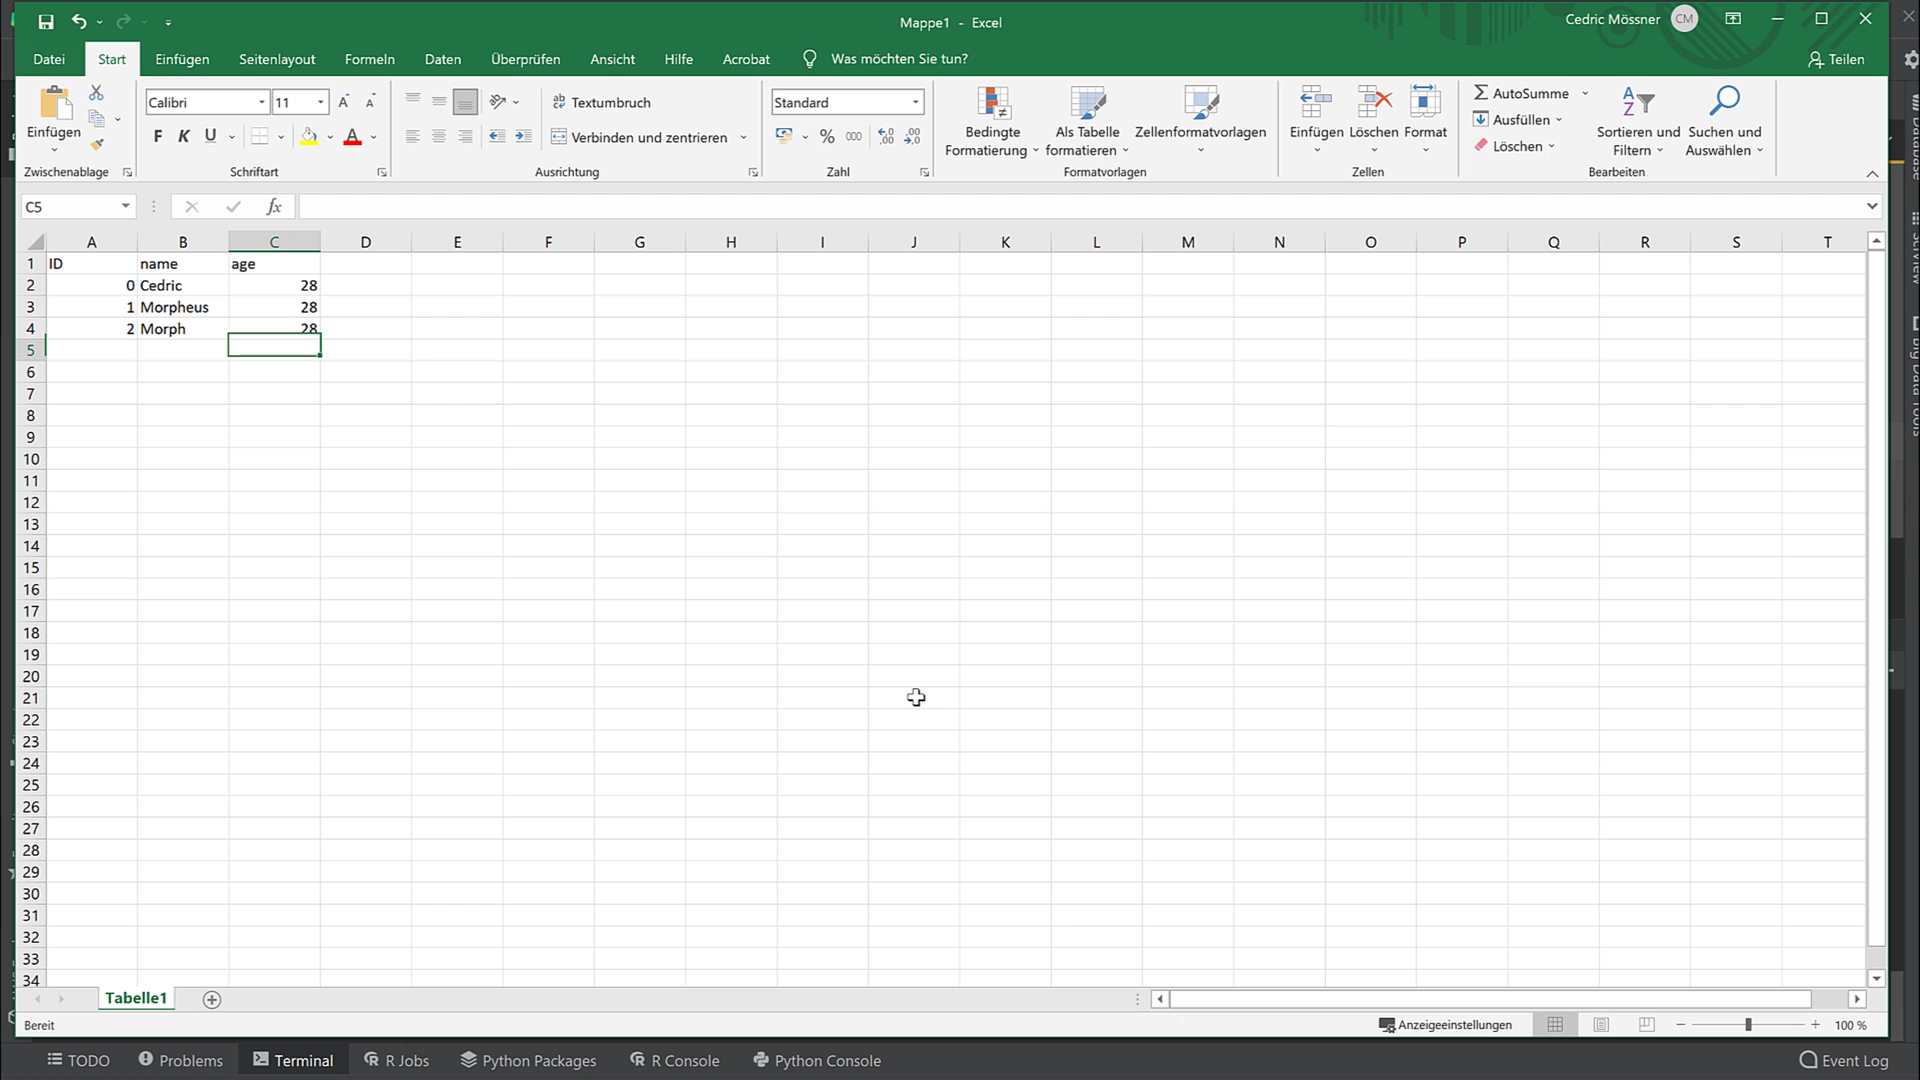 Mappe1 - Excel
Cedric Mössner CM
Datei Start Einfügen Seitenlayout Formeln Daten Überprüfen Ansicht Hilfe Acrobat Was möchten Sie tun? Teilen
Einfügen
Zwischenablage
Calibri 11
F K U
Schriftart
Textumbruch
Verbinden und zentrieren
Ausrichtung
Standard
% 000
Zahl
Bedingte Formatierung
Als Tabelle formatieren
Zellenformatvorlagen
Formatvorlagen
Einfügen Löschen Format
Zellen
AutoSumme
Ausfüllen
Löschen
Sortieren und Filtern
Suchen und Auswählen
Bearbeiten
C5 fx
A B C D E F G H I J K L M N O P Q R S T
1 ID name age
2 0 Cedric 28
3 1 Morpheus 28
4 2 Morph 28
5
6
7
8
9
10
11
12
13
14
15
16
17
18
19
20
21
22
23
24
25
26
27
28
29
30
31
32
33
34
Tabelle1
Bereit Anzeigeeinstellungen 100 %
TODO Problems Terminal R Jobs Python Packages R Console Python Console Event Log